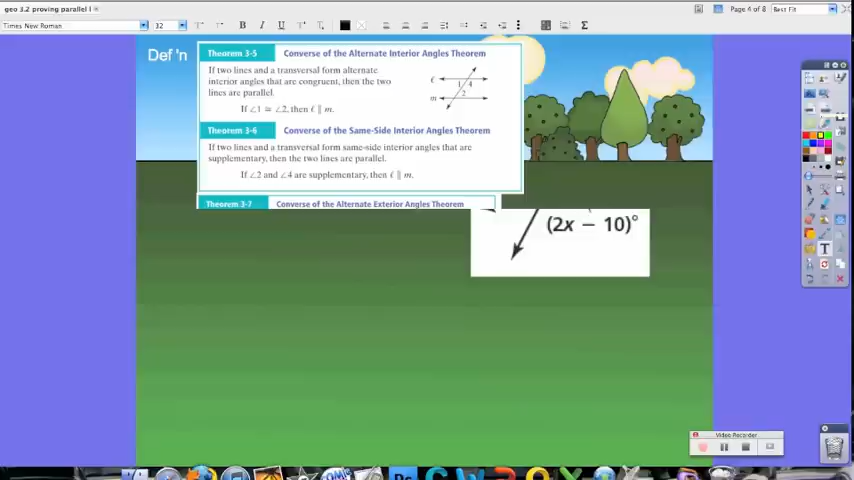 geo 3.2 proving parallel l
Page 4 of 8
Best Fit
Times New Roman
32
B I U
Def 'n
Theorem 3-5 Converse of the Alternate Interior Angles Theorem
If two lines and a transversal form alternate
interior angles that are congruent, then the two
lines are parallel.
If ∠1 ≅ ∠2, then ℓ ∥ m.
ℓ
1 4
2
m
Theorem 3-6 Converse of the Same-Side Interior Angles Theorem
If two lines and a transversal form same-side interior angles that are
supplementary, then the two lines are parallel.
If ∠2 and ∠4 are supplementary, then ℓ ∥ m.
Theorem 3-7 Converse of the Alternate Exterior Angles Theorem
(2x − 10)°
Video Recorder